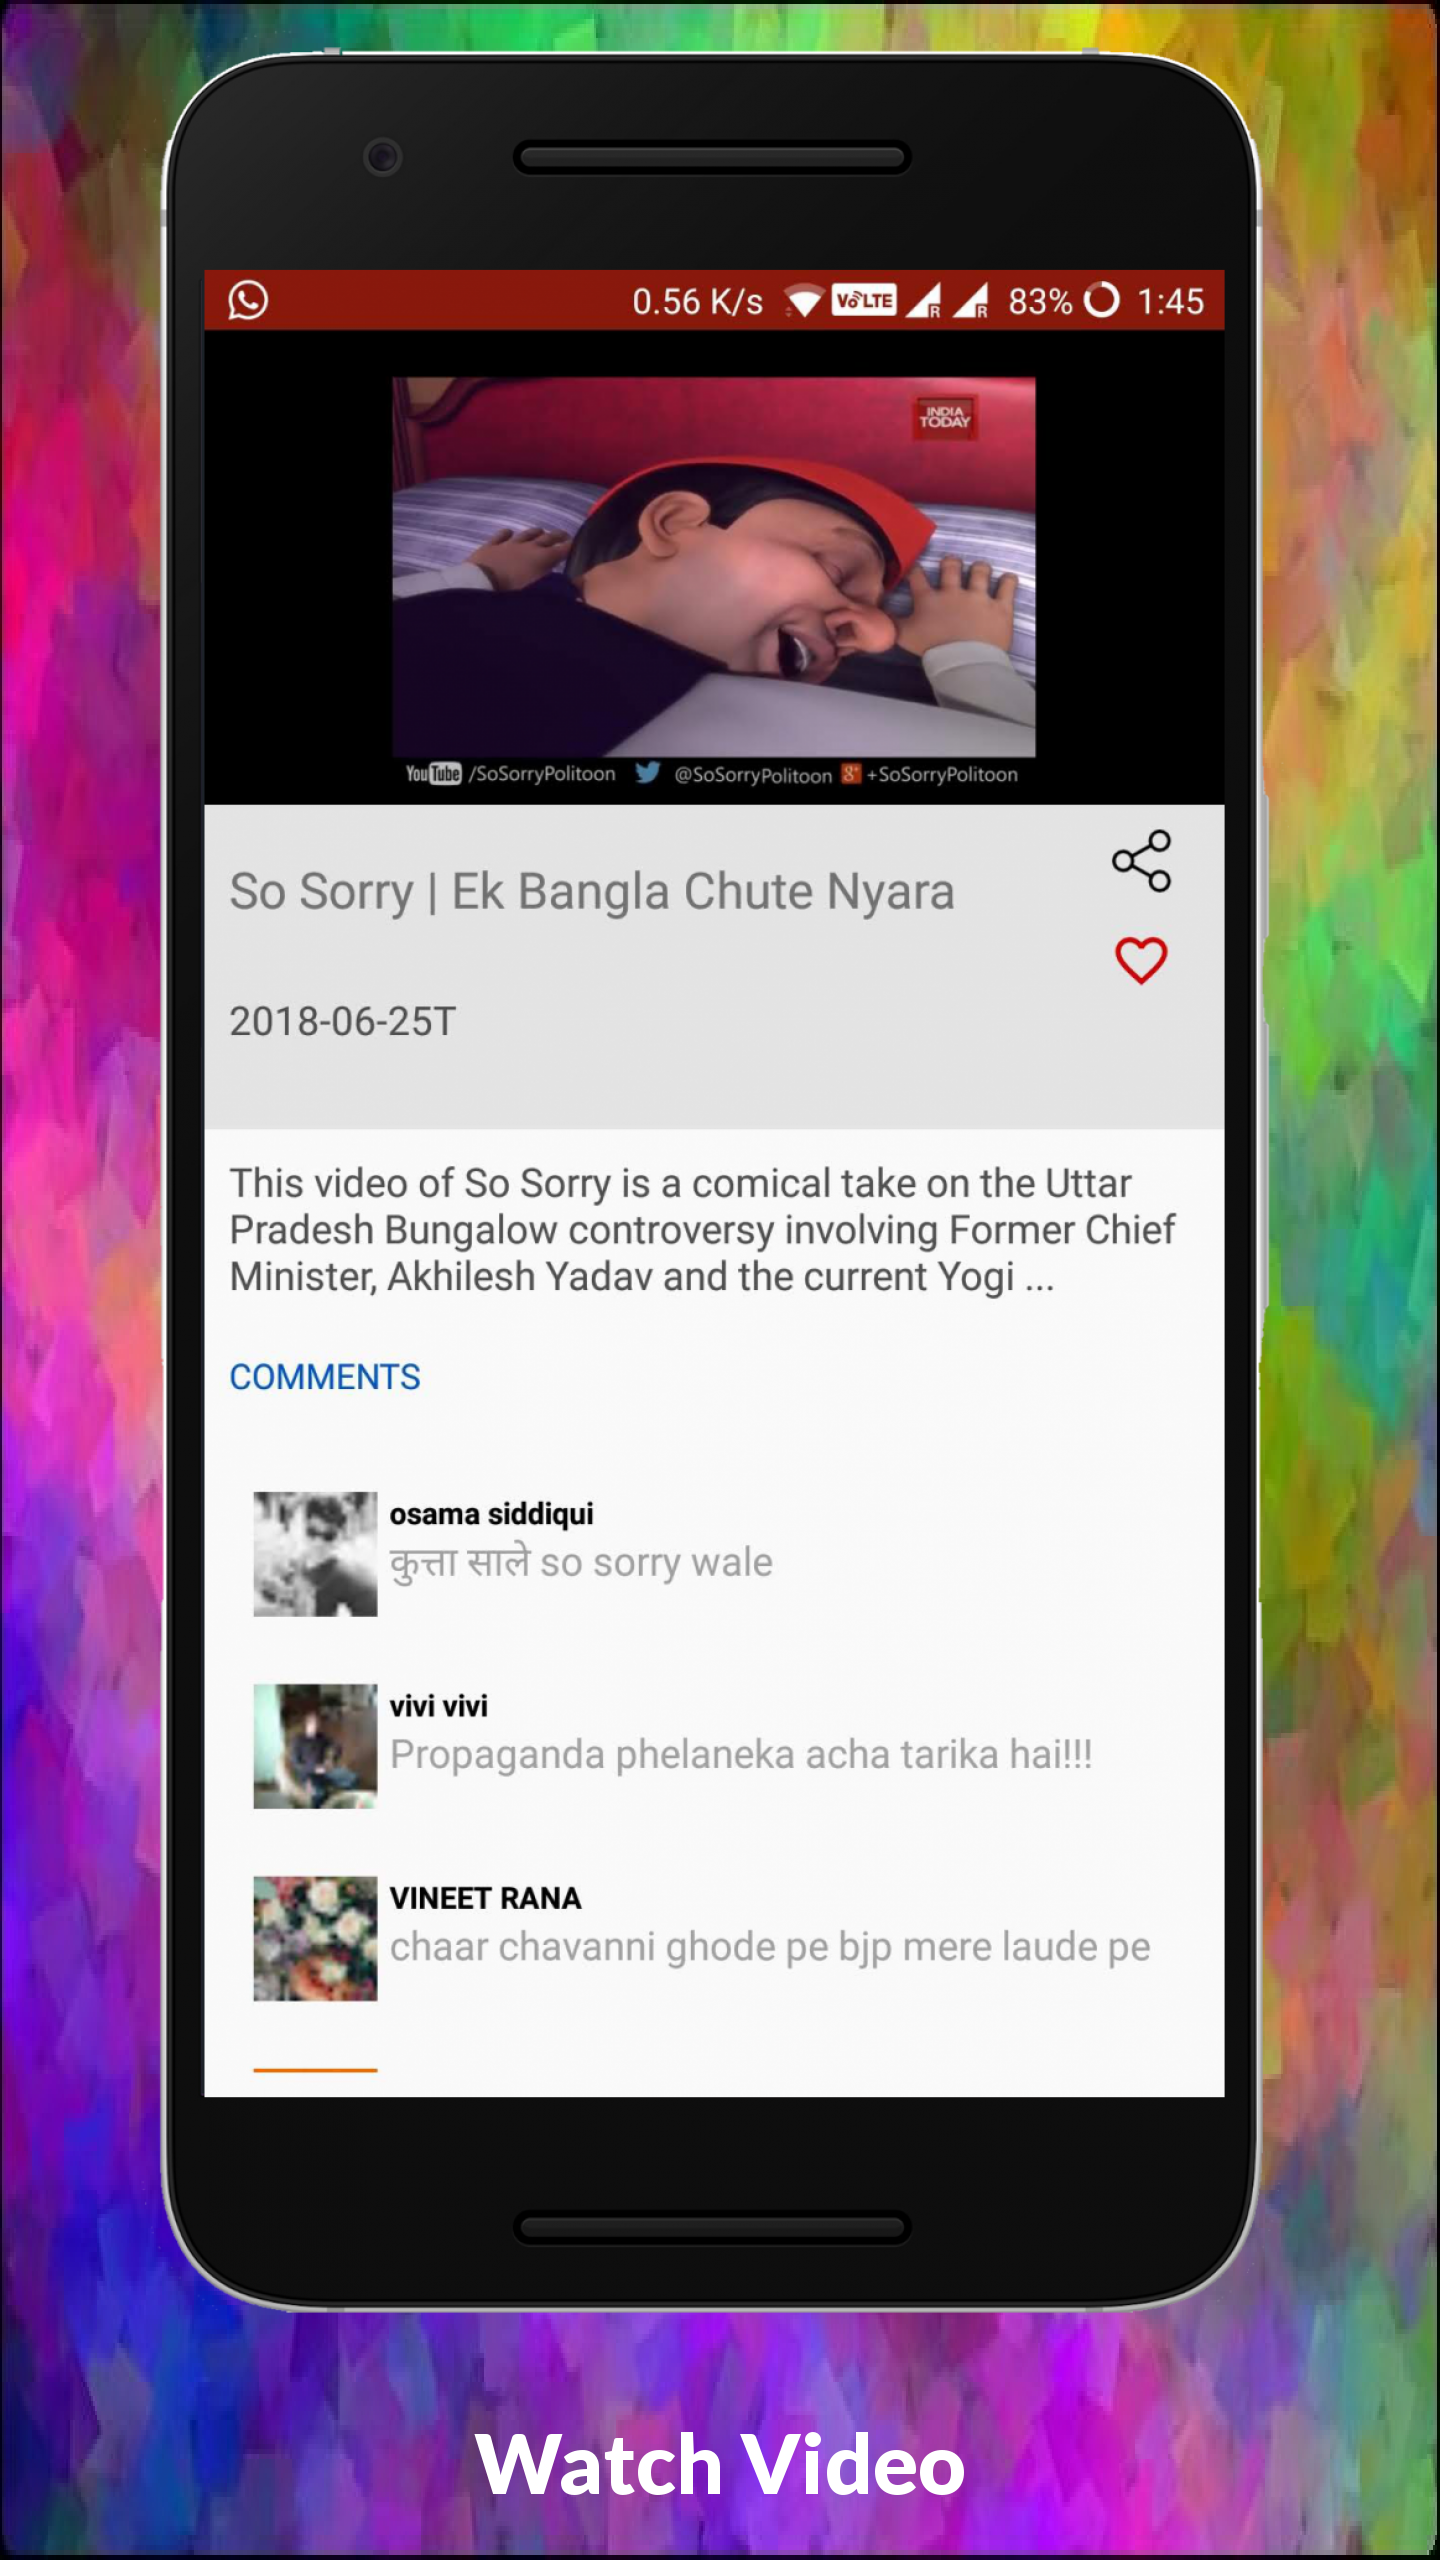 0.56 K/s VoLTE R R 83% 1:45
INDIA
TODAY
YouTube /SoSorryPolitoon @SoSorryPolitoon g+ +SoSorryPolitoon
So Sorry | Ek Bangla Chute Nyara
2018-06-25T
This video of So Sorry is a comical take on the Uttar
Pradesh Bungalow controversy involving Former Chief
Minister, Akhilesh Yadav and the current Yogi ...
COMMENTS
osama siddiqui
कुत्ता साले so sorry wale
vivi vivi
Propaganda phelaneka acha tarika hai!!!
VINEET RANA
chaar chavanni ghode pe bjp mere laude pe
Watch Video